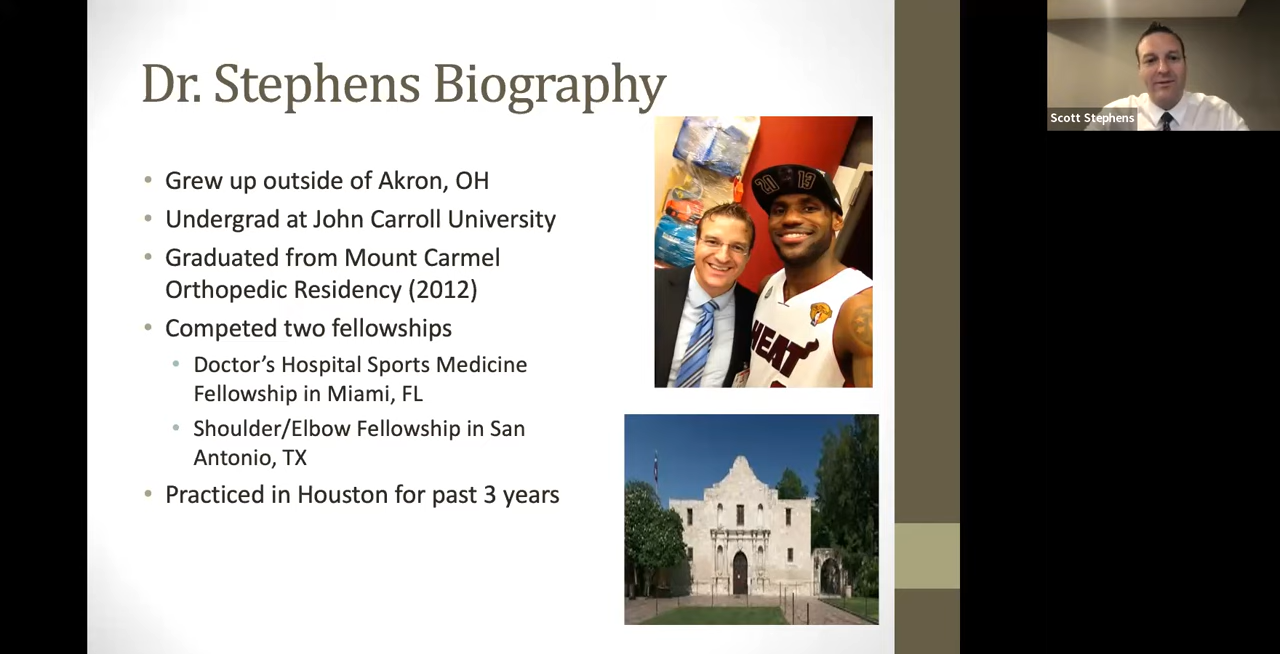 Dr. Stephens Biography
Scott Stephens
• Grew up outside of Akron, OH
• Undergrad at John Carroll University
• Graduated from Mount Carmel
Orthopedic Residency (2012)
• Competed two fellowships
• Doctor’s Hospital Sports Medicine
Fellowship in Miami, FL
• Shoulder/Elbow Fellowship in San
Antonio, TX
• Practiced in Houston for past 3 years
2013
HEAT